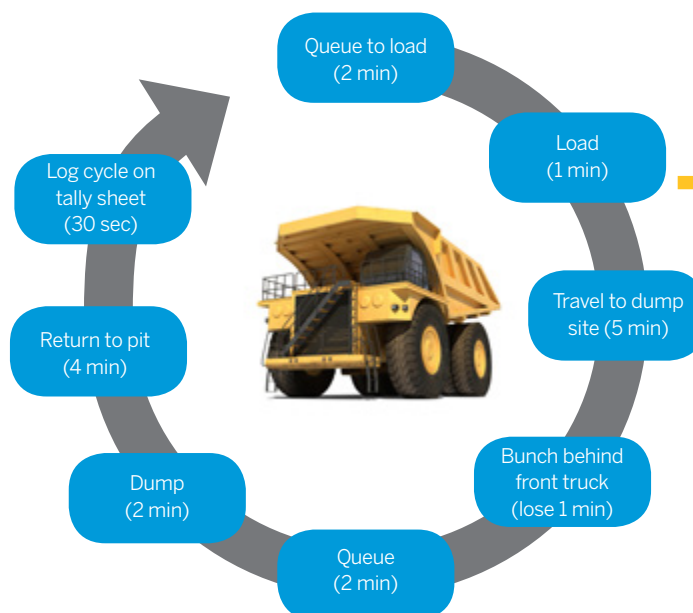 Queue to load
(2 min)
Load
(1 min)
Travel to dump
site (5 min)
Bunch behind
front truck
(lose 1 min)
Queue
(2 min)
Dump
(2 min)
Return to pit
(4 min)
Log cycle on
tally sheet
(30 sec)